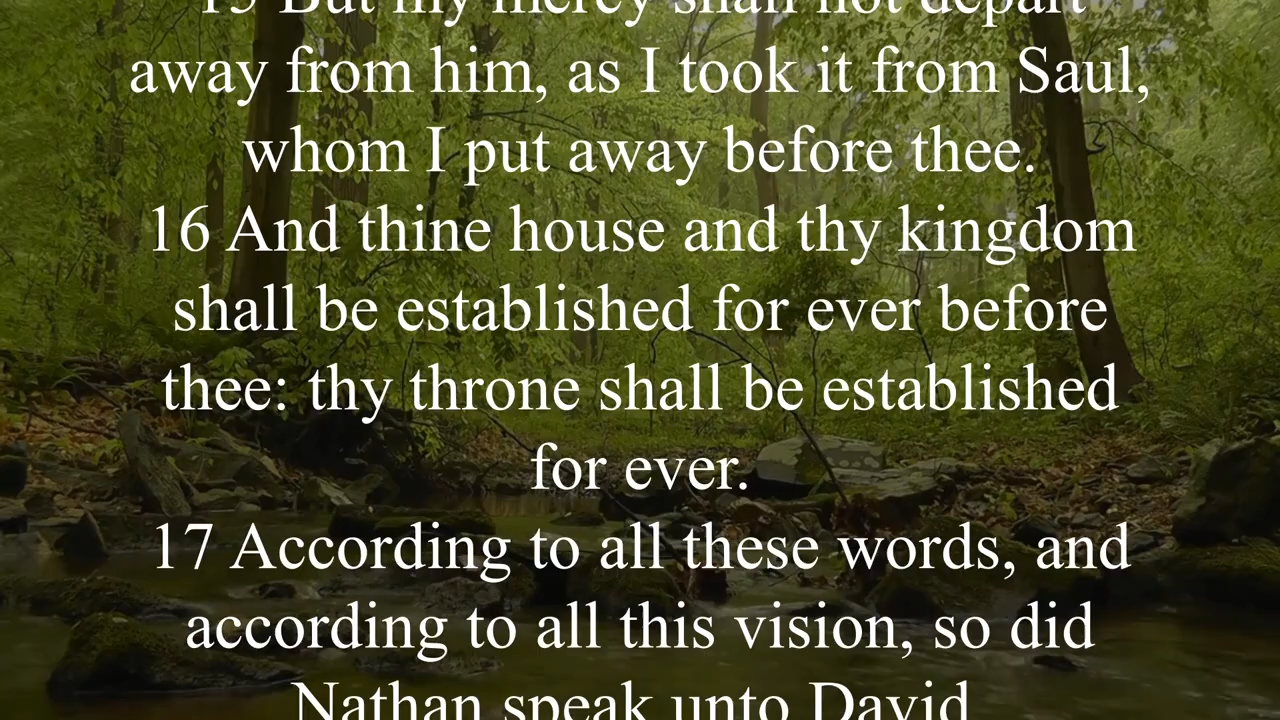 15 But my mercy shall not depart
away from him, as I took it from Saul,
whom I put away before thee.
16 And thine house and thy kingdom
shall be established for ever before
thee: thy throne shall be established
for ever.
17 According to all these words, and
according to all this vision, so did
Nathan speak unto David